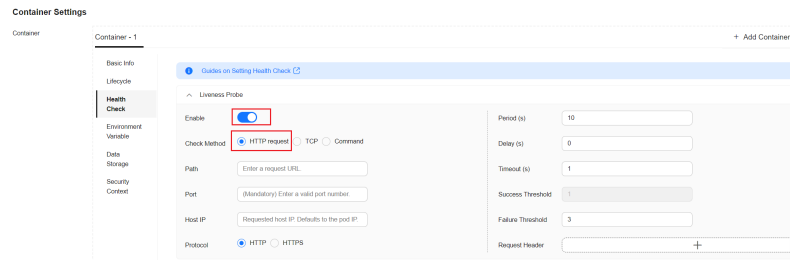 Container Settings
Container
Container - 1
+ Add Container
Basic Info
Lifecycle
Health
Check
Environment
Variable
Data
Storage
Security
Context
Guides on Setting Health Check
Liveness Probe
Enable
Check Method HTTP request TCP Command
Path Enter a request URL.
Port (Mandatory) Enter a valid port number.
Host IP Requested host IP. Defaults to the pod IP.
Protocol HTTP HTTPS
Period (s) 10
Delay (s) 0
Timeout (s) 1
Success Threshold 1
Failure Threshold 3
Request Header +